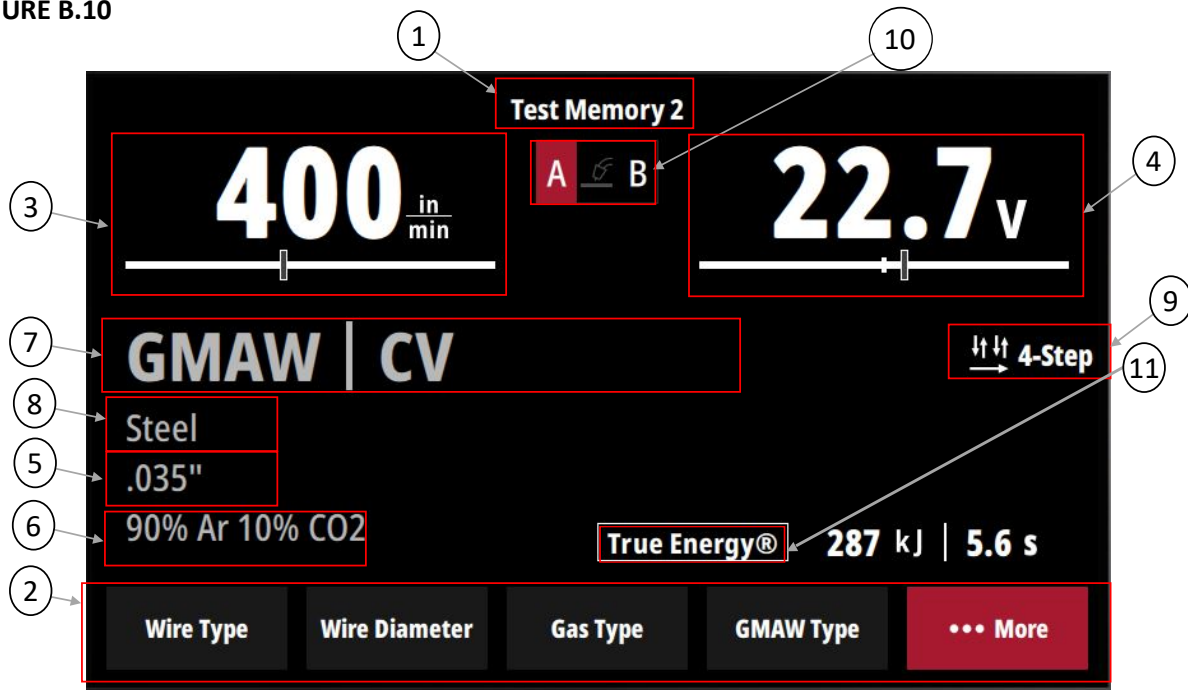 URE B.10
1
10
Test Memory 2
400 in/min
A B
22.7 V
3
4
7
GMAW | CV
9
4-Step
11
8
Steel
5
.035"
6
90% Ar 10% CO2
True Energy® 287 kJ | 5.6 s
2
Wire Type Wire Diameter Gas Type GMAW Type ••• More